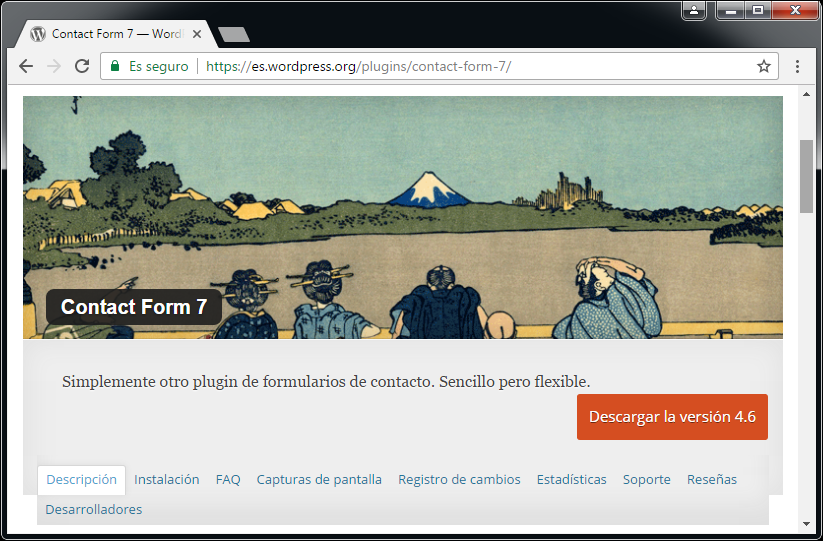 Contact Form 7 — Word
Es seguro https://es.wordpress.org/plugins/contact-form-7/
Contact Form 7
Simplemente otro plugin de formularios de contacto. Sencillo pero flexible.
Descargar la versión 4.6
Descripción Instalación FAQ Capturas de pantalla Registro de cambios Estadísticas Soporte Reseñas
Desarrolladores